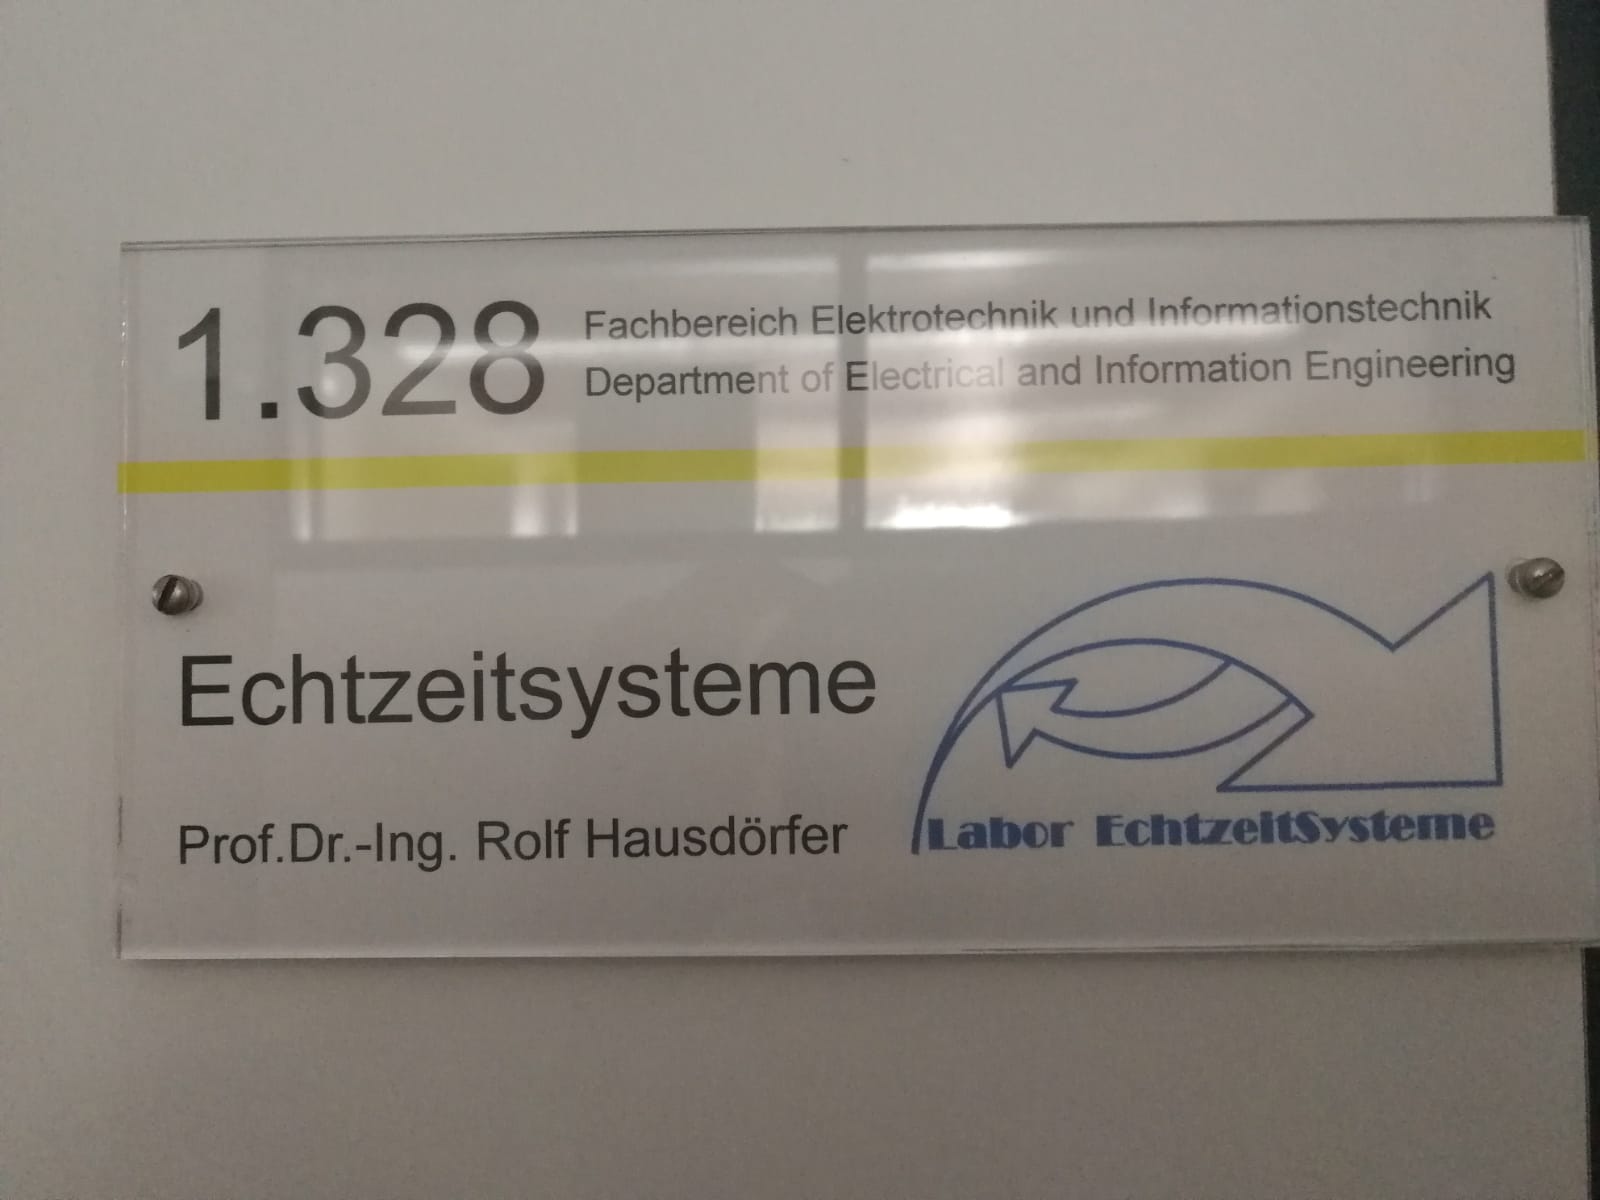 1.328
Fachbereich Elektrotechnik und Informationstechnik
Department of Electrical and Information Engineering
Echtzeitsysteme
Prof.Dr.-Ing. Rolf Hausdörfer
Labor EchtzeitSysteme